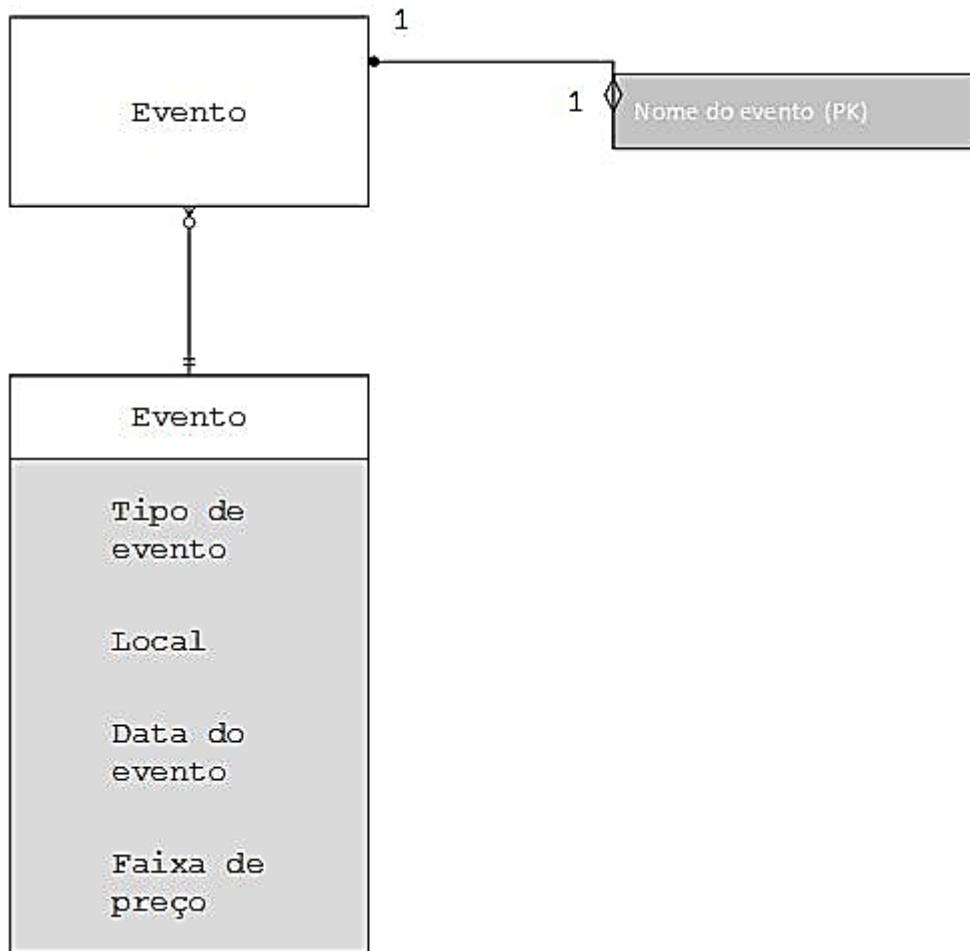 1
Evento
1
Nome do evento (PK)
Evento
Tipo de
evento
Local
Data do
evento
Faixa de
preço